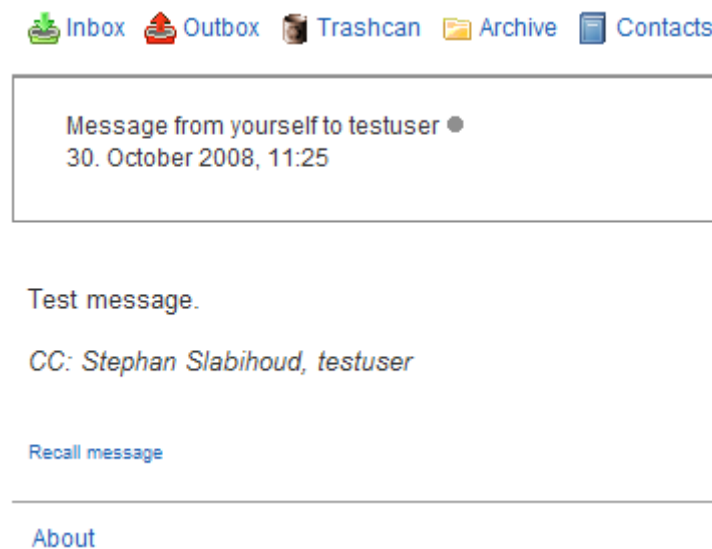 Inbox Outbox Trashcan Archive Contacts
Message from yourself to testuser
30. October 2008, 11:25
Test message.
CC: Stephan Slabihoud, testuser
Recall message
About